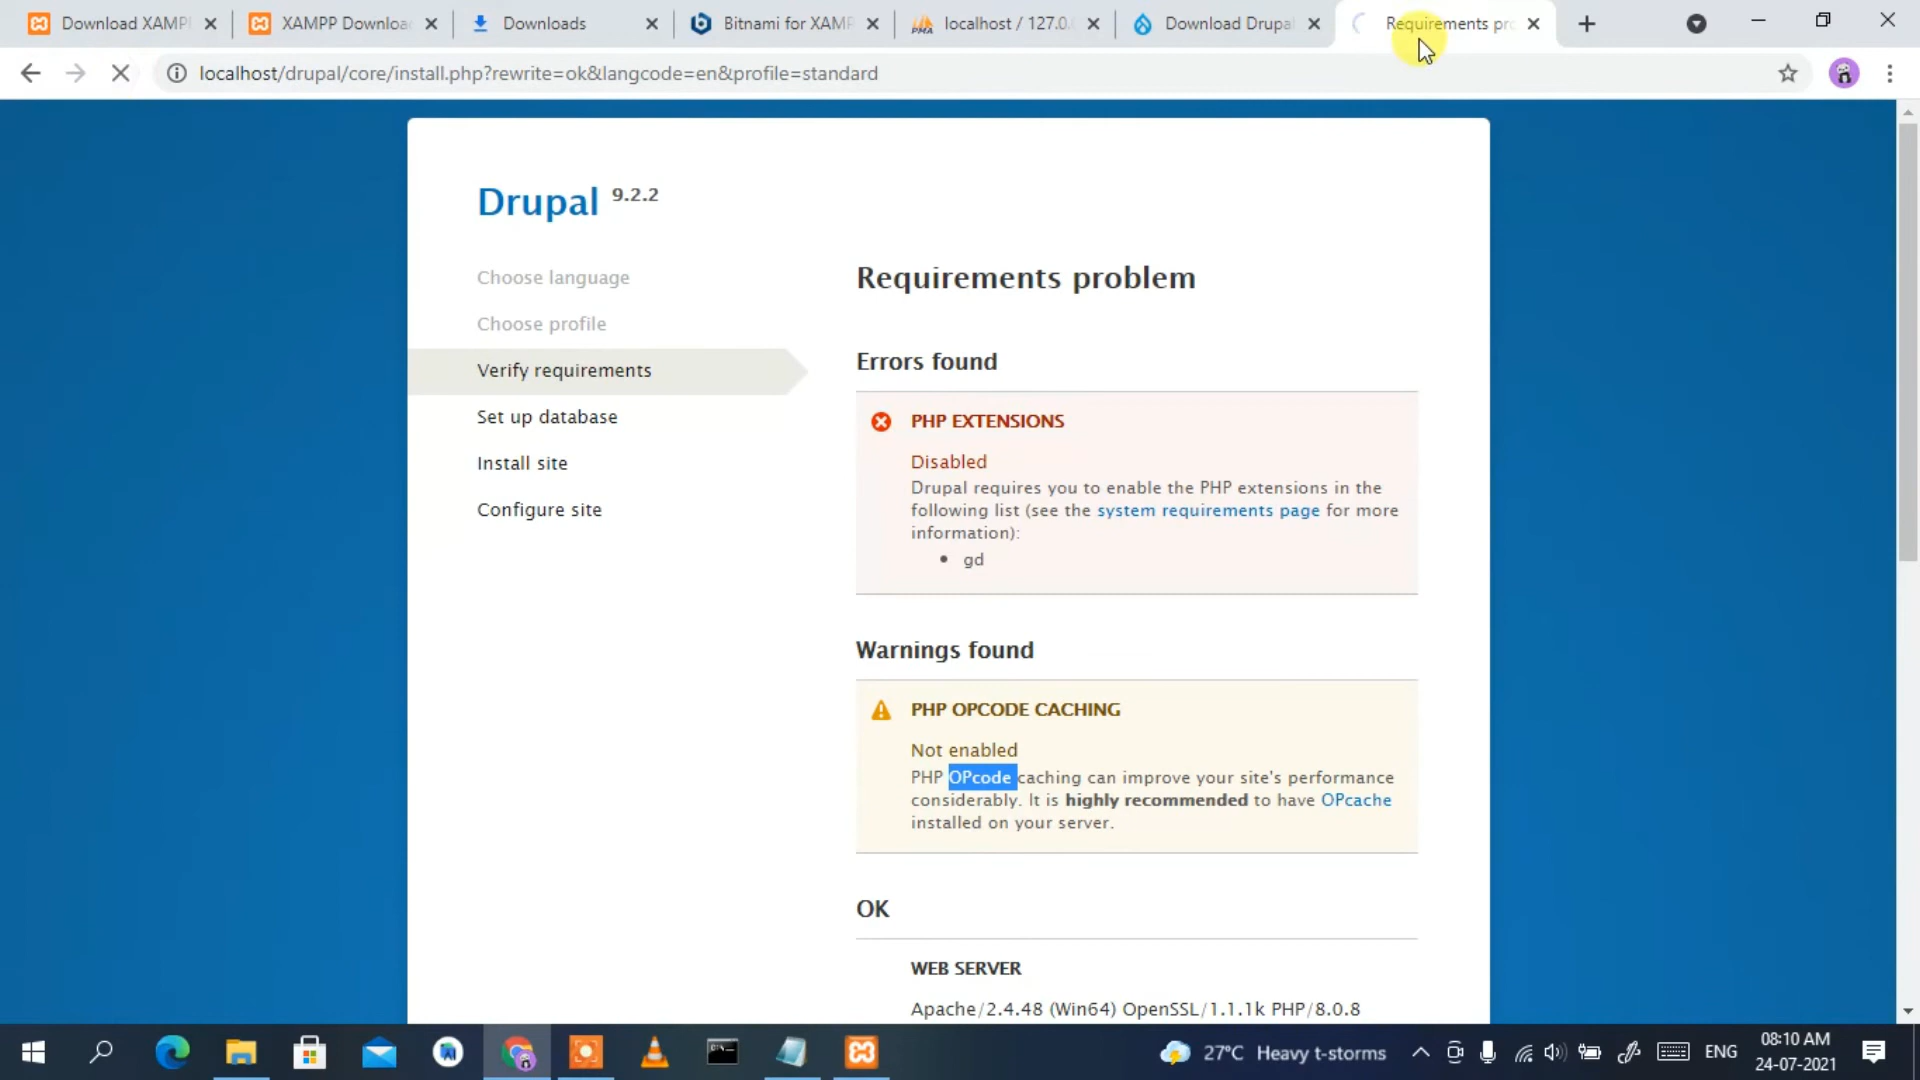 Download XAMPP
XAMPP Download
Downloads
Bitnami for XAMP
localhost / 127.0.
Download Drupal
Requirements pr
localhost/drupal/core/install.php?rewrite=ok&langcode=en&profile=standard
Drupal 9.2.2
Choose language
Choose profile
Verify requirements
Set up database
Install site
Configure site
Requirements problem
Errors found
PHP EXTENSIONS
Disabled
Drupal requires you to enable the PHP extensions in the
following list (see the system requirements page for more
information):
• gd
Warnings found
PHP OPCODE CACHING
Not enabled
PHP OPcode caching can improve your site's performance
considerably. It is highly recommended to have OPcache
installed on your server.
OK
WEB SERVER
Apache/2.4.48 (Win64) OpenSSL/1.1.1k PHP/8.0.8
27°C Heavy t-storms
ENG
08:10 AM
24-07-2021